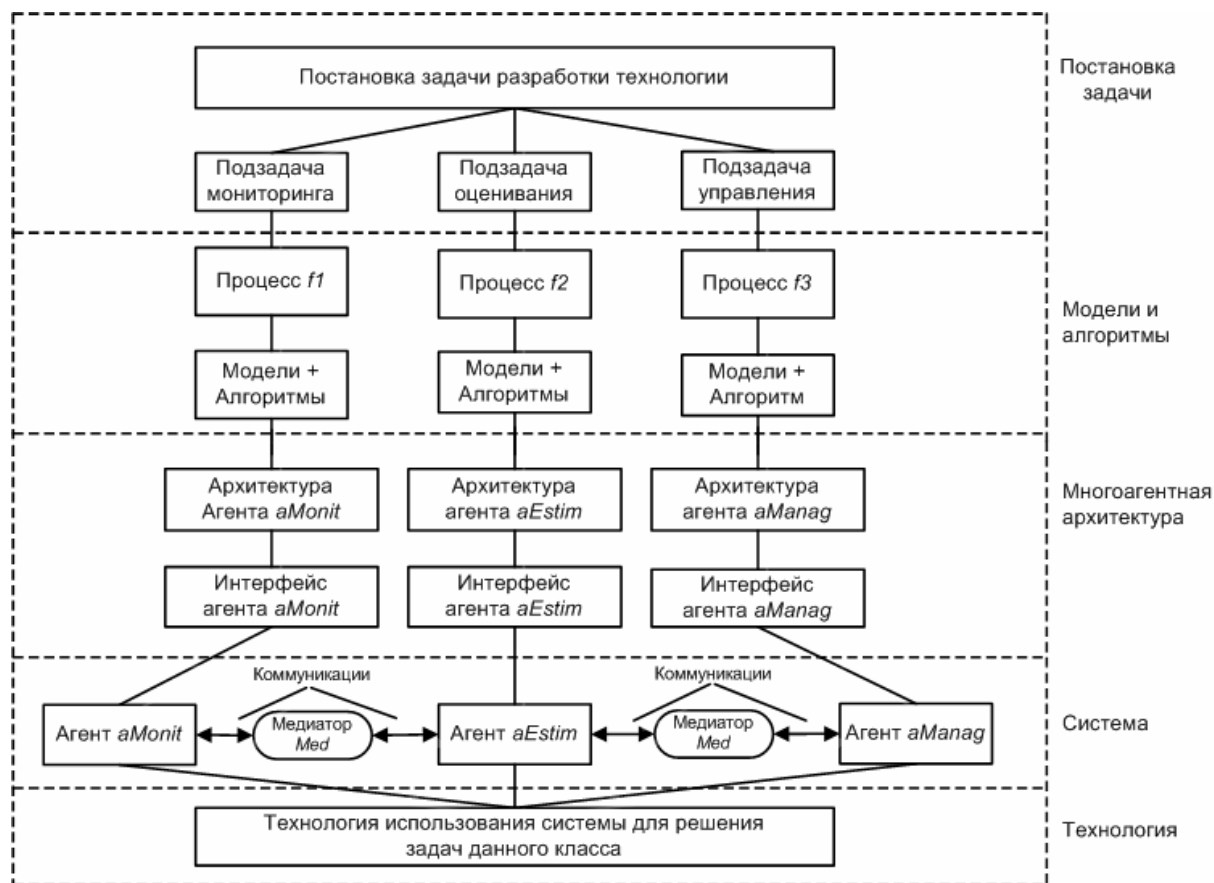 Постановка задачи разработки технологии
Постановка
задачи
Подзадача
мониторинга
Подзадача
оценивания
Подзадача
управления
Процесс f1
Процесс f2
Процесс f3
Модели и
алгоритмы
Модели +
Алгоритмы
Модели +
Алгоритмы
Модели +
Алгоритм
Архитектура
Агента aMonit
Архитектура
агента aEstim
Архитектура
агента aManag
Многоагентная
архитектура
Интерфейс
агента aMonit
Интерфейс
агента aEstim
Интерфейс
агента aManag
Коммуникации
Коммуникации
Агент aMonit
Медиатор
Med
Агент aEstim
Медиатор
Med
Агент aManag
Система
Технология использования системы для решения
задач данного класса
Технология